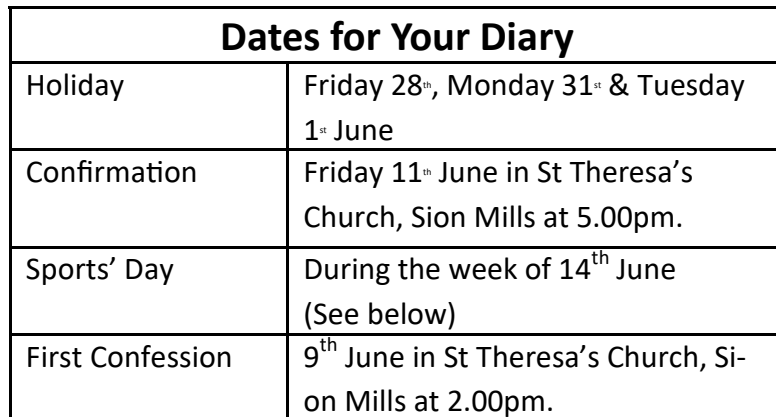 Dates for Your Diary
Holiday
Friday 28th, Monday 31st & Tuesday
1st June
Confirmation
Friday 11th June in St Theresa’s
Church, Sion Mills at 5.00pm.
Sports’ Day
During the week of 14th June
(See below)
First Confession
9th June in St Theresa’s Church, Si-
on Mills at 2.00pm.